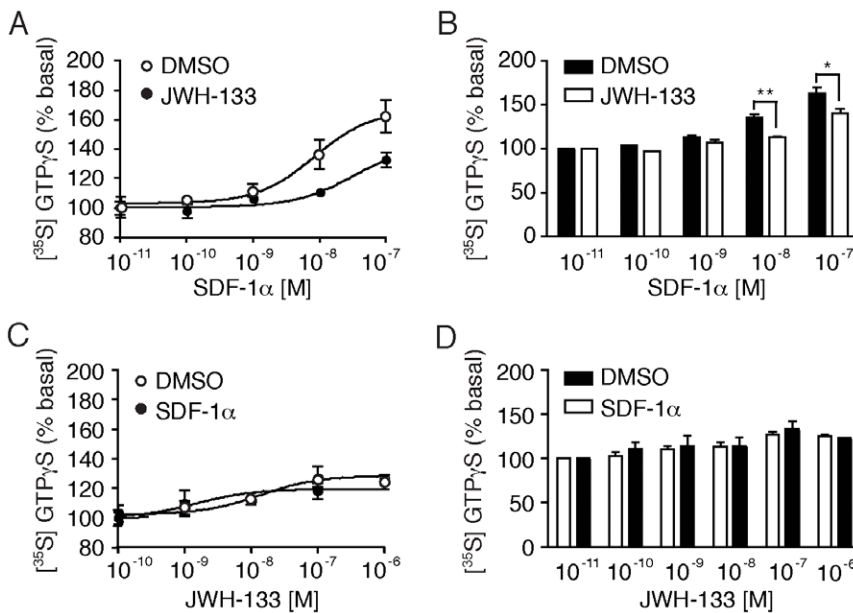 A
[³⁵S] GTPγS (% basal)
200
180
160
140
120
100
80
DMSO
JWH-133
10⁻¹¹ 10⁻¹⁰ 10⁻⁹ 10⁻⁸ 10⁻⁷
SDF-1α [M]
B
[³⁵S] GTPγS (% basal)
200
150
100
50
0
DMSO
JWH-133
** *
10⁻¹¹ 10⁻¹⁰ 10⁻⁹ 10⁻⁸ 10⁻⁷
SDF-1α [M]
C
[³⁵S] GTPγS (% basal)
200
180
160
140
120
100
80
DMSO
SDF-1α
10⁻¹⁰ 10⁻⁹ 10⁻⁸ 10⁻⁷ 10⁻⁶
JWH-133 [M]
D
[³⁵S] GTPγS (% basal)
200
150
100
50
0
DMSO
SDF-1α
10⁻¹¹ 10⁻¹⁰ 10⁻⁹ 10⁻⁸ 10⁻⁷ 10⁻⁶
JWH-133 [M]